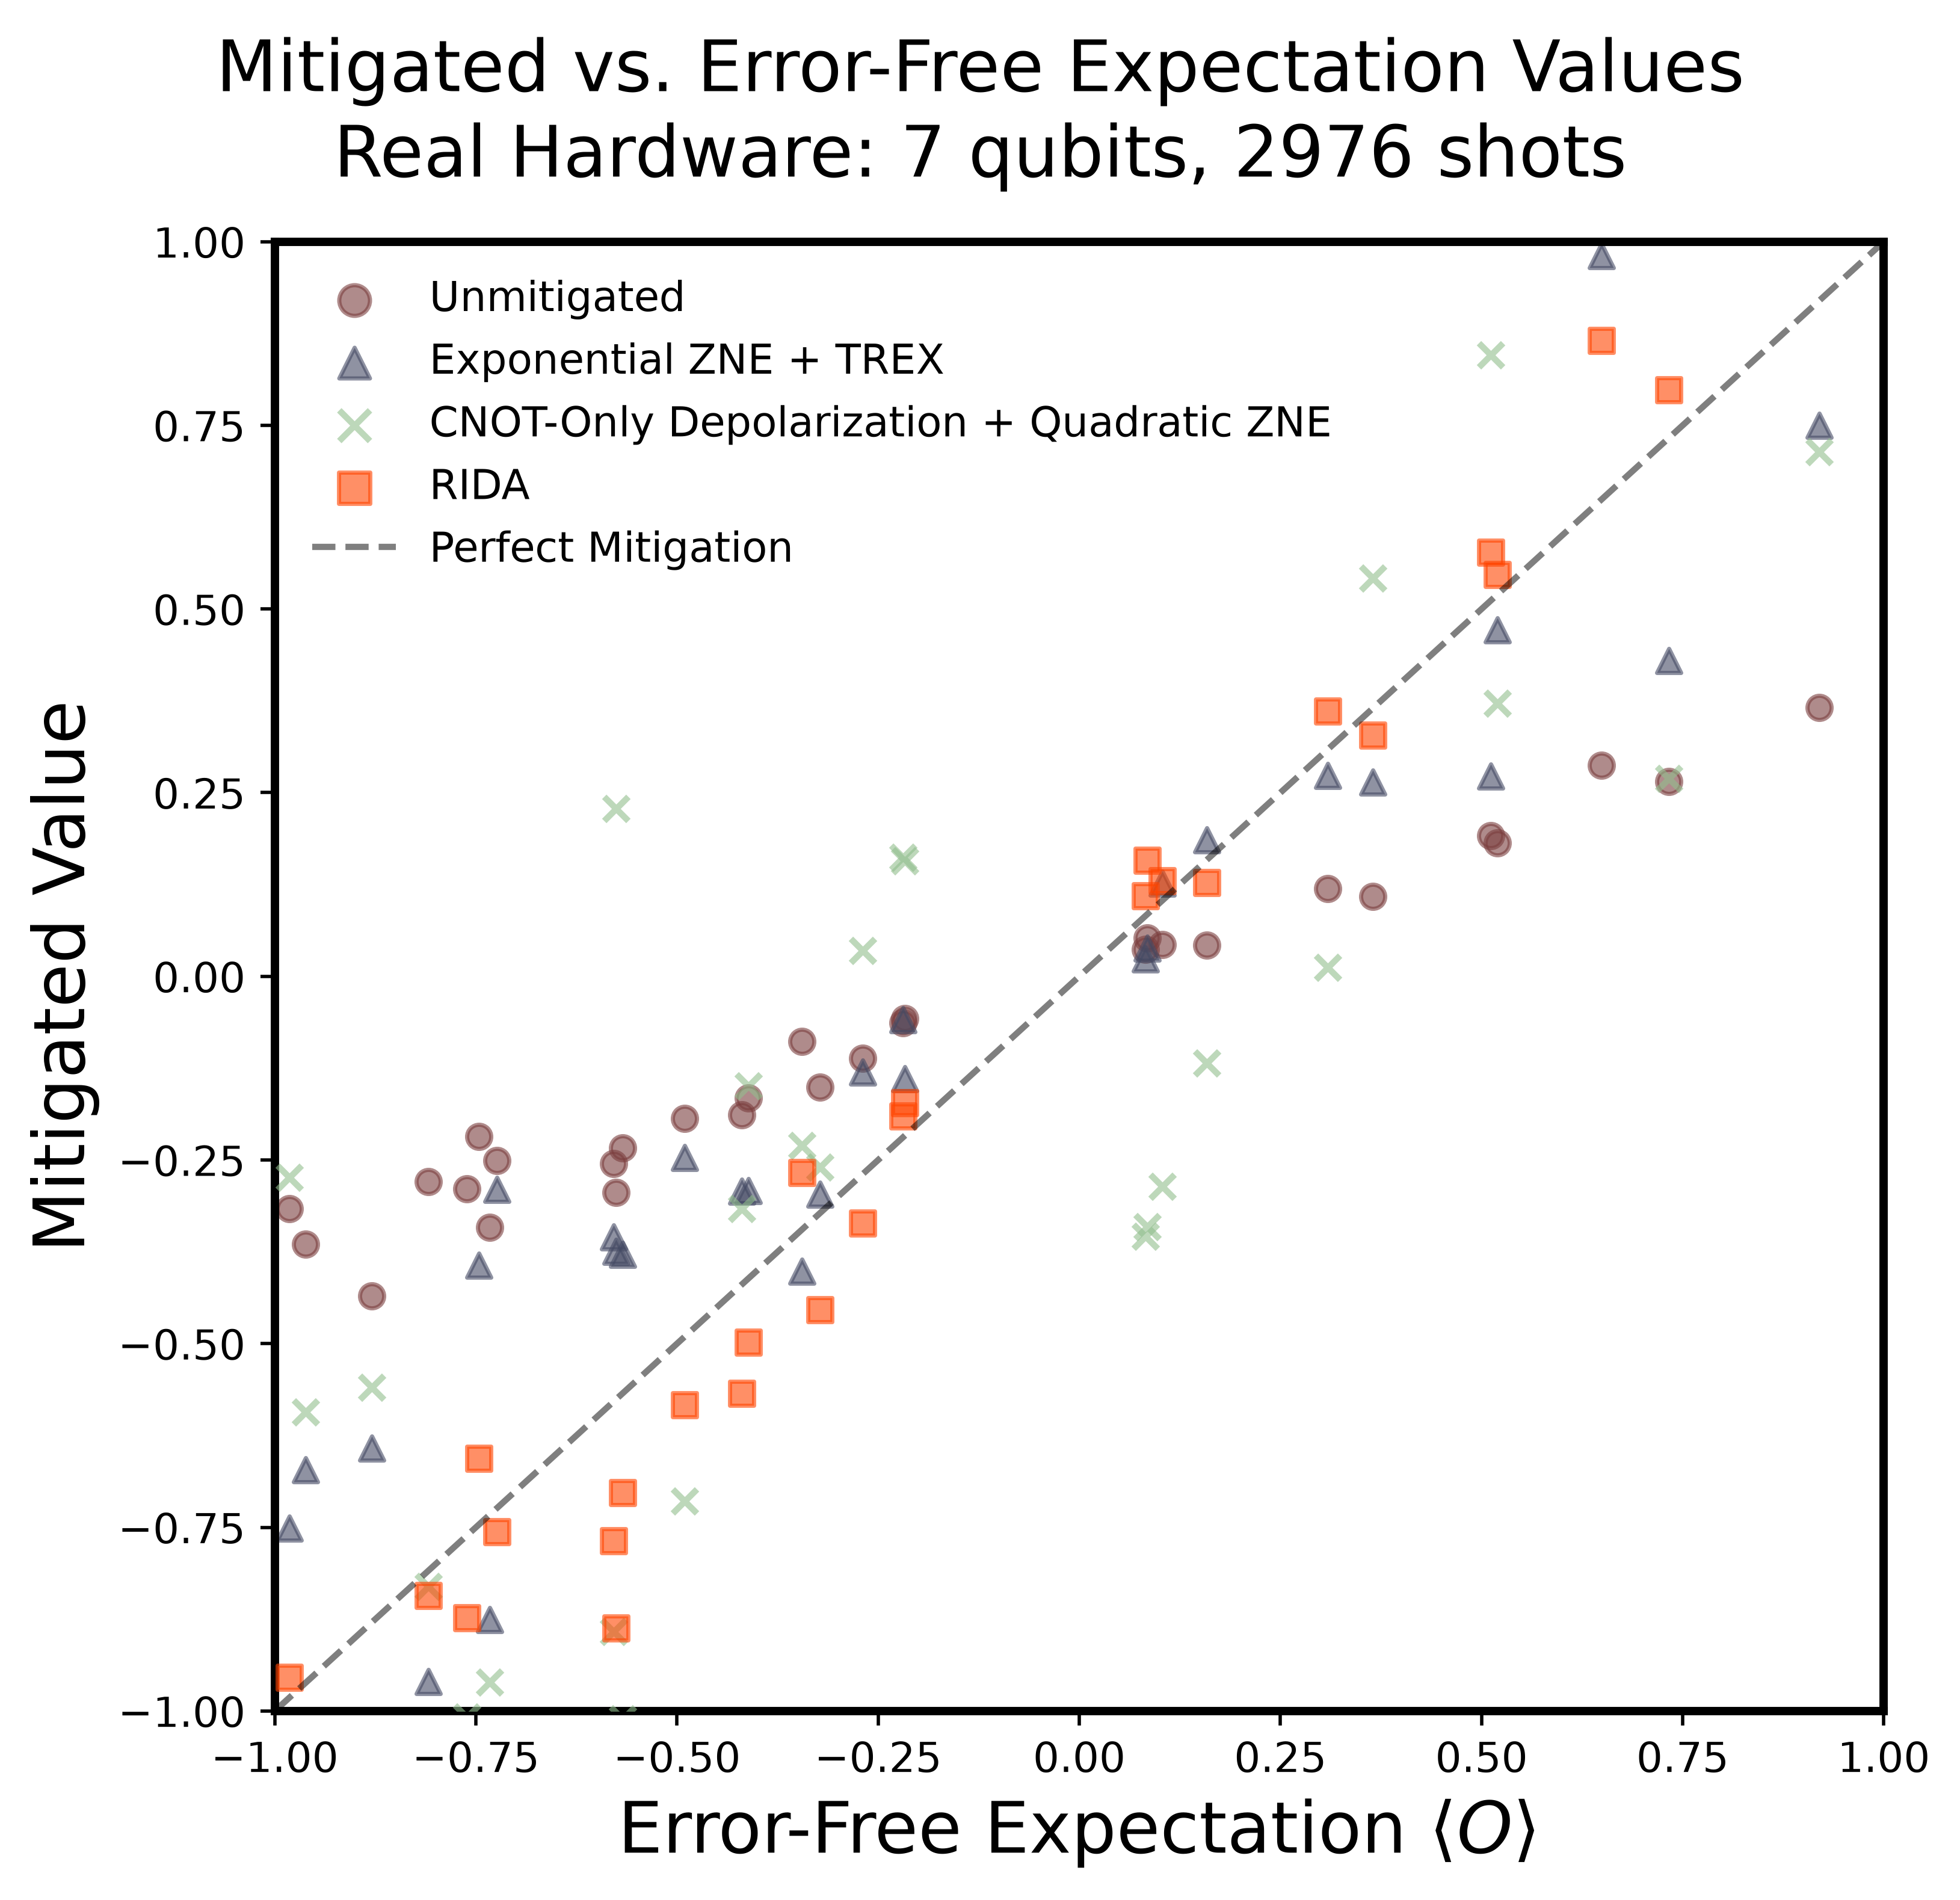 Mitigated vs. Error-Free Expectation Values
Real Hardware: 7 qubits, 2976 shots
Unmitigated
Exponential ZNE + TREX
CNOT-Only Depolarization + Quadratic ZNE
RIDA
Perfect Mitigation
Mitigated Value
1.00
0.75
0.50
0.25
0.00
−0.25
−0.50
−0.75
−1.00
−1.00 −0.75 −0.50 −0.25 0.00 0.25 0.50 0.75 1.00
Error-Free Expectation ⟨O⟩